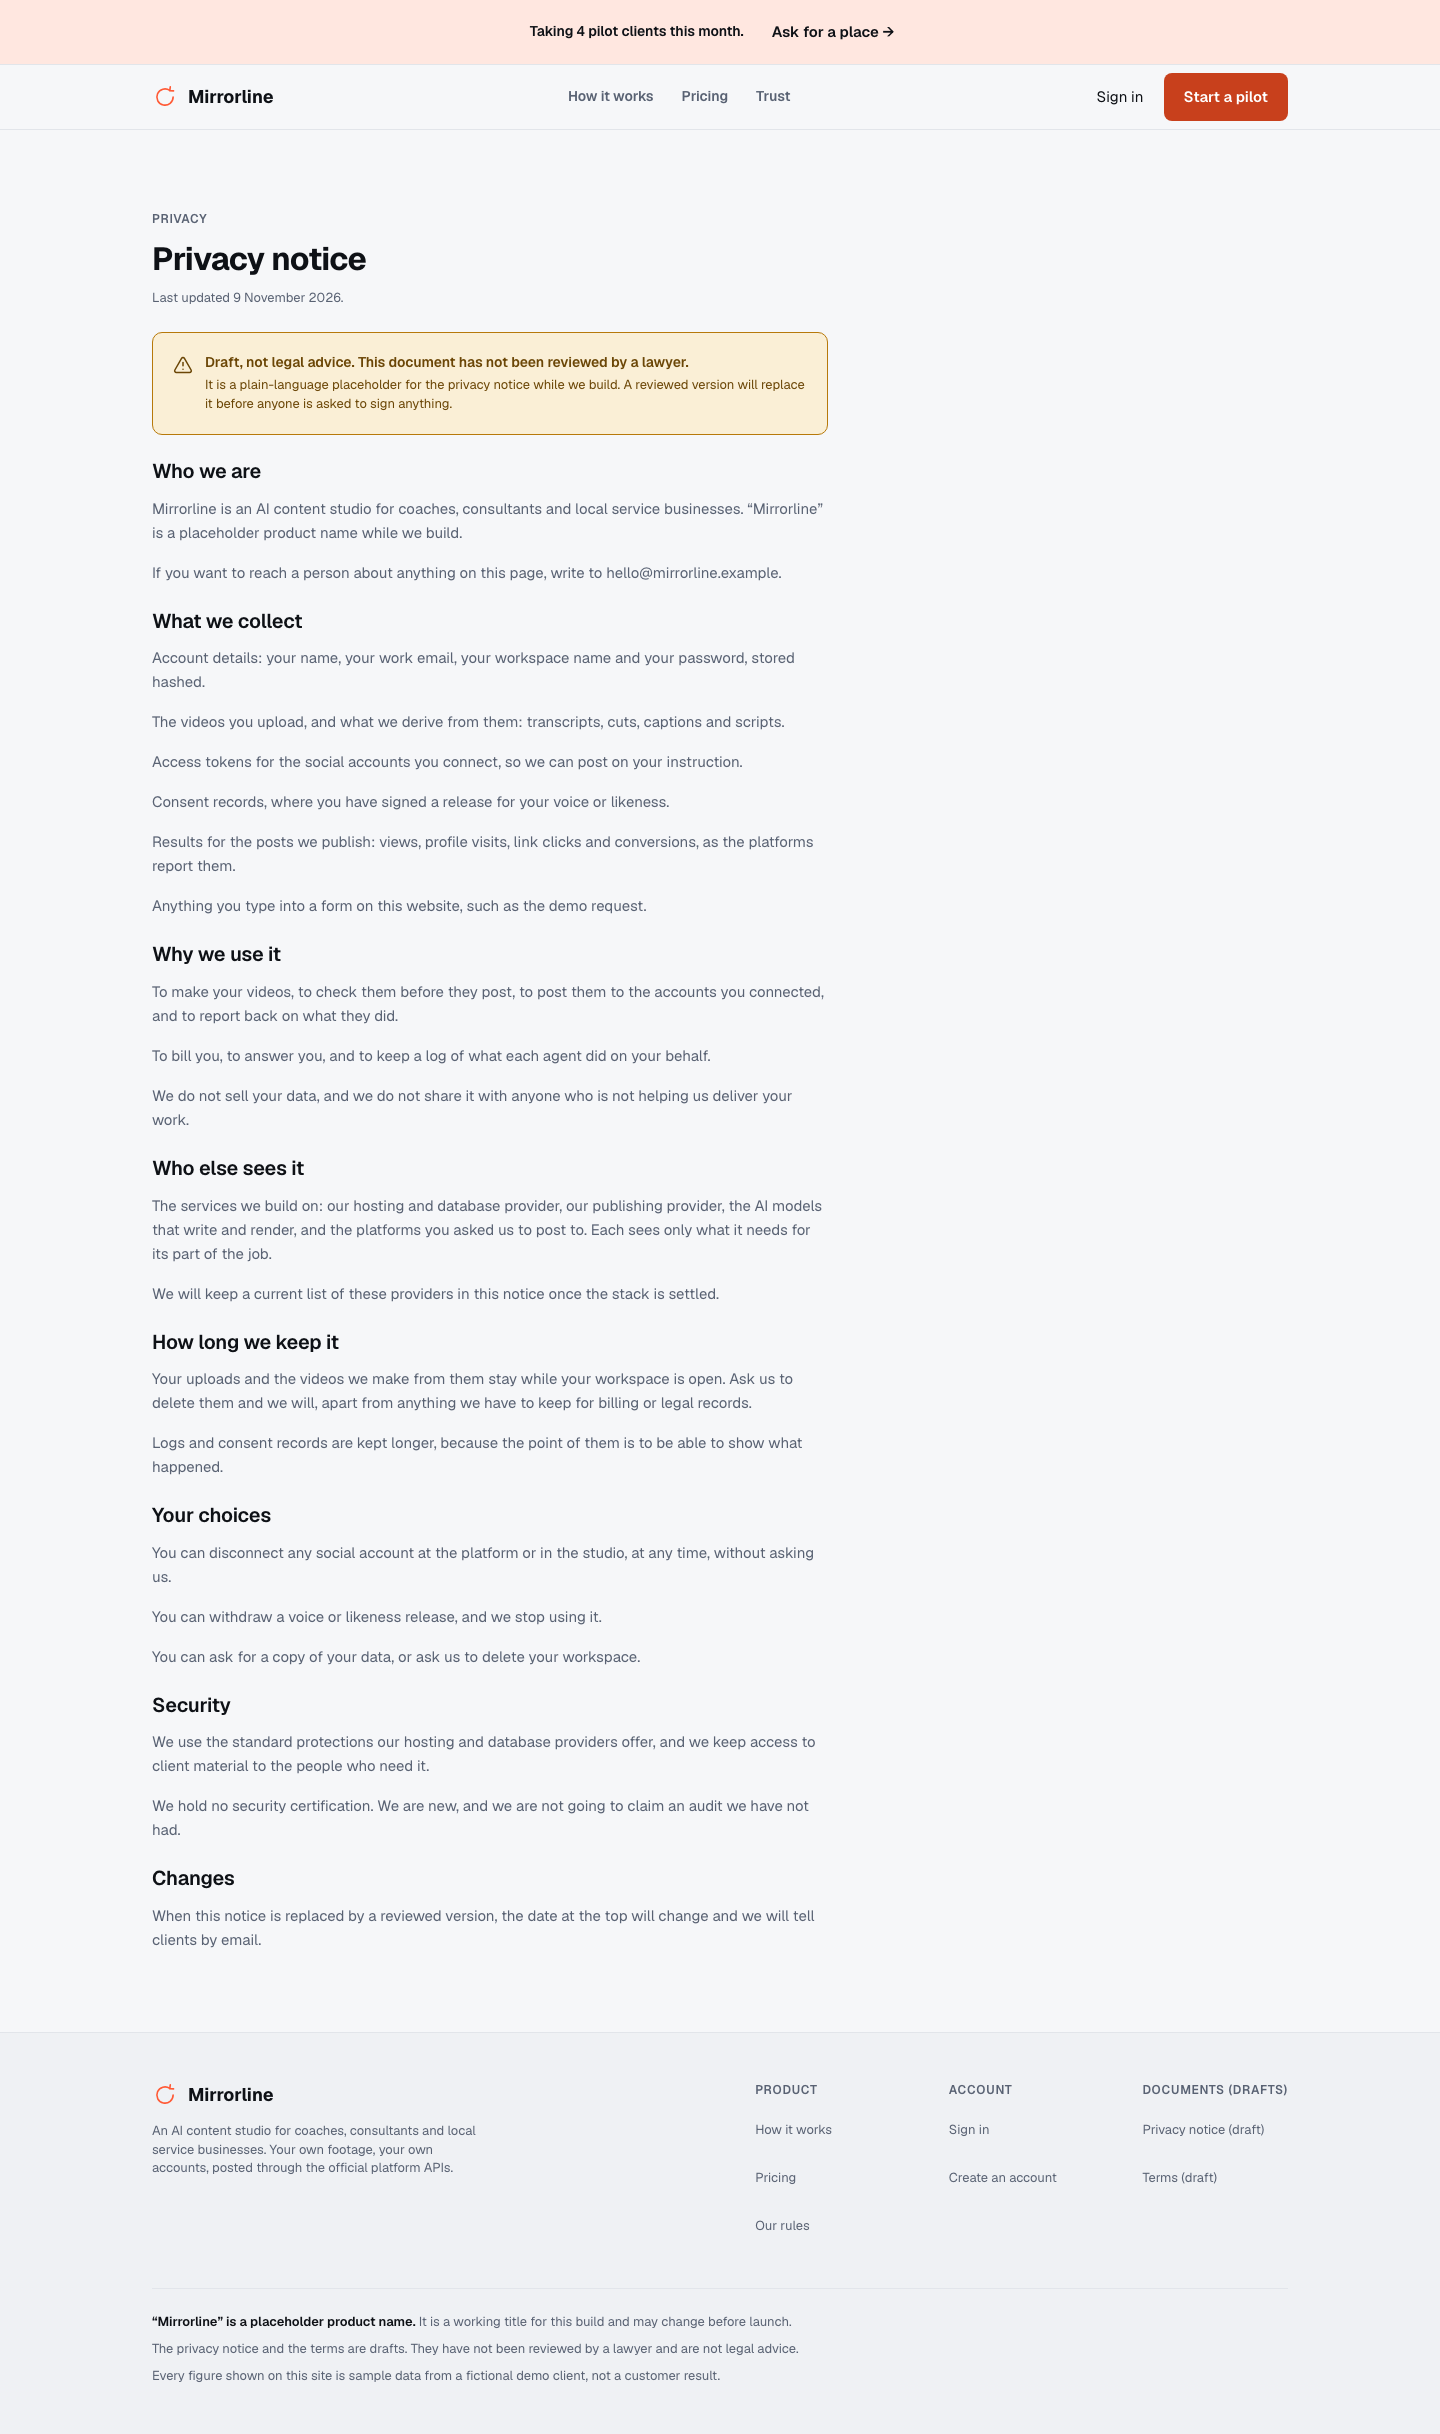 Taking 4 pilot clients this month. Ask for a place →
Mirrorline
How it works
Pricing
Trust
Sign in
Start a pilot
PRIVACY
Privacy notice
Last updated 9 November 2026.
Draft, not legal advice. This document has not been reviewed by a lawyer.
It is a plain-language placeholder for the privacy notice while we build. A reviewed version will replace
it before anyone is asked to sign anything.
Who we are
Mirrorline is an AI content studio for coaches, consultants and local service businesses. “Mirrorline”
is a placeholder product name while we build.
If you want to reach a person about anything on this page, write to hello@mirrorline.example.
What we collect
Account details: your name, your work email, your workspace name and your password, stored
hashed.
The videos you upload, and what we derive from them: transcripts, cuts, captions and scripts.
Access tokens for the social accounts you connect, so we can post on your instruction.
Consent records, where you have signed a release for your voice or likeness.
Results for the posts we publish: views, profile visits, link clicks and conversions, as the platforms
report them.
Anything you type into a form on this website, such as the demo request.
Why we use it
To make your videos, to check them before they post, to post them to the accounts you connected,
and to report back on what they did.
To bill you, to answer you, and to keep a log of what each agent did on your behalf.
We do not sell your data, and we do not share it with anyone who is not helping us deliver your
work.
Who else sees it
The services we build on: our hosting and database provider, our publishing provider, the AI models
that write and render, and the platforms you asked us to post to. Each sees only what it needs for
its part of the job.
We will keep a current list of these providers in this notice once the stack is settled.
How long we keep it
Your uploads and the videos we make from them stay while your workspace is open. Ask us to
delete them and we will, apart from anything we have to keep for billing or legal records.
Logs and consent records are kept longer, because the point of them is to be able to show what
happened.
Your choices
You can disconnect any social account at the platform or in the studio, at any time, without asking
us.
You can withdraw a voice or likeness release, and we stop using it.
You can ask for a copy of your data, or ask us to delete your workspace.
Security
We use the standard protections our hosting and database providers offer, and we keep access to
client material to the people who need it.
We hold no security certification. We are new, and we are not going to claim an audit we have not
had.
Changes
When this notice is replaced by a reviewed version, the date at the top will change and we will tell
clients by email.
Mirrorline
An AI content studio for coaches, consultants and local
service businesses. Your own footage, your own
accounts, posted through the official platform APIs.
PRODUCT
How it works
Pricing
Our rules
ACCOUNT
Sign in
Create an account
DOCUMENTS (DRAFTS)
Privacy notice (draft)
Terms (draft)
“Mirrorline” is a placeholder product name. It is a working title for this build and may change before launch.
The privacy notice and the terms are drafts. They have not been reviewed by a lawyer and are not legal advice.
Every figure shown on this site is sample data from a fictional demo client, not a customer result.